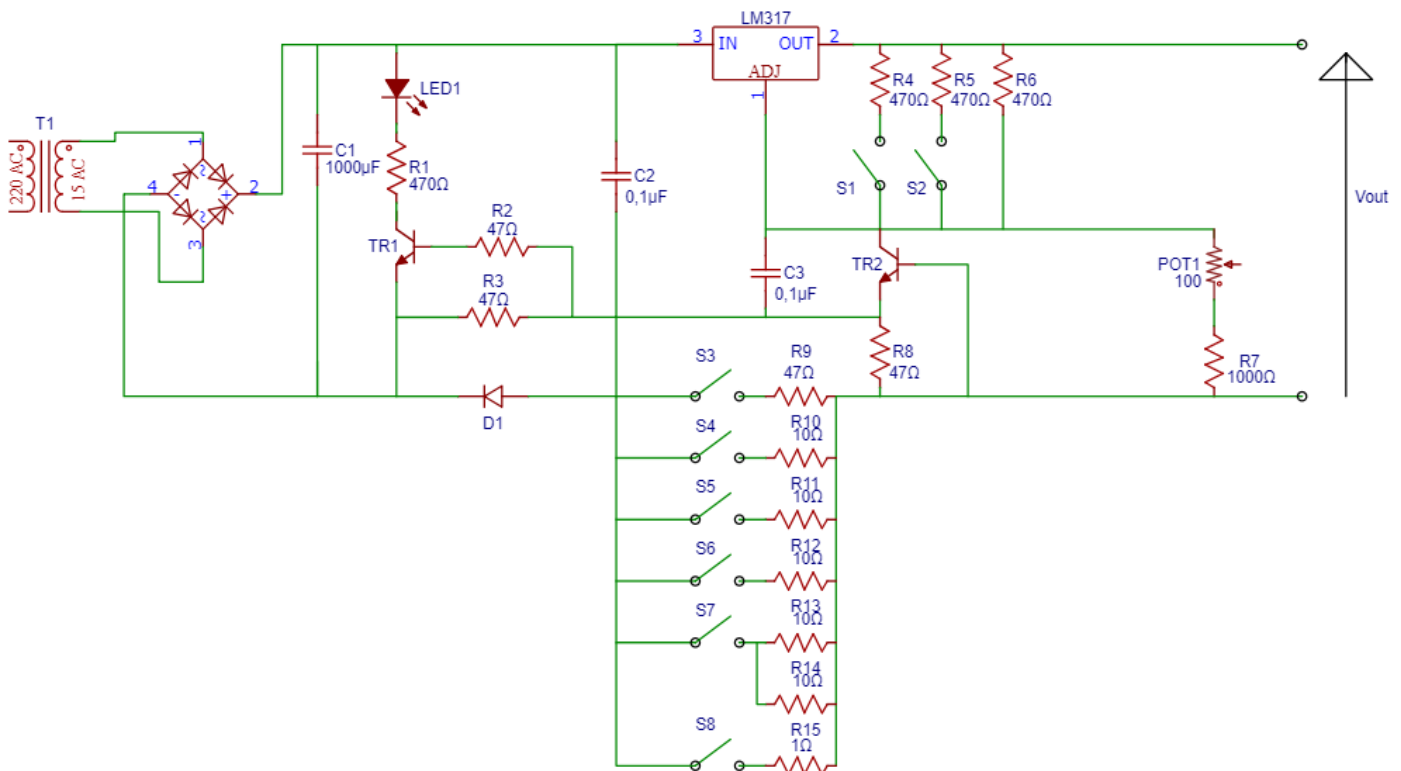 LM317
3 IN OUT 2
ADJ
1
T1
220 AC
15 AC
1
2
3
4
~
~
-
+
C1
1000µF
LED1
R1
470Ω
TR1
R2
47Ω
R3
47Ω
C2
0,1µF
C3
0,1µF
R4
470Ω
R5
470Ω
R6
470Ω
S1
S2
TR2
R8
47Ω
POT1
100
R7
1000Ω
Vout
D1
S3
R9
47Ω
S4
R10
10Ω
S5
R11
10Ω
S6
R12
10Ω
S7
R13
10Ω
R14
10Ω
S8
R15
1Ω